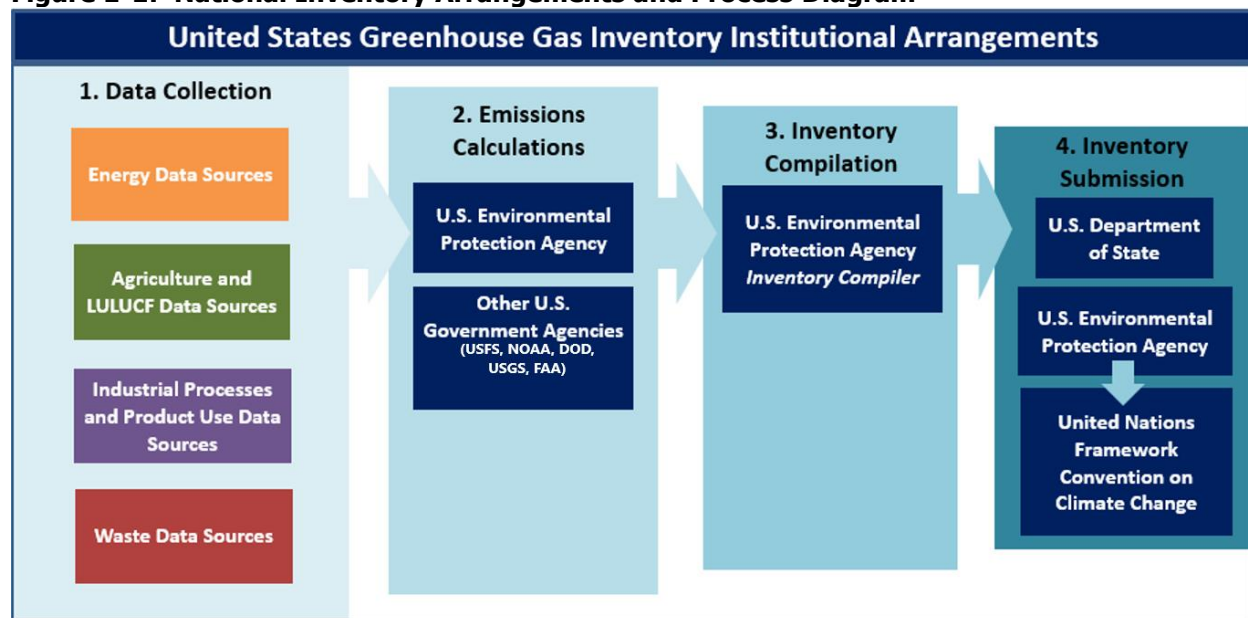 United States Greenhouse Gas Inventory Institutional Arrangements
1. Data Collection
Energy Data Sources
Agriculture and
LULUCF Data Sources
Industrial Processes
and Product Use Data
Sources
Waste Data Sources
2. Emissions
Calculations
U.S. Environmental
Protection Agency
Other U.S.
Government Agencies
(USFS, NOAA, DOD,
USGS, FAA)
3. Inventory
Compilation
U.S. Environmental
Protection Agency
Inventory Compiler
4. Inventory
Submission
U.S. Department
of State
U.S. Environmental
Protection Agency
United Nations
Framework
Convention on
Climate Change